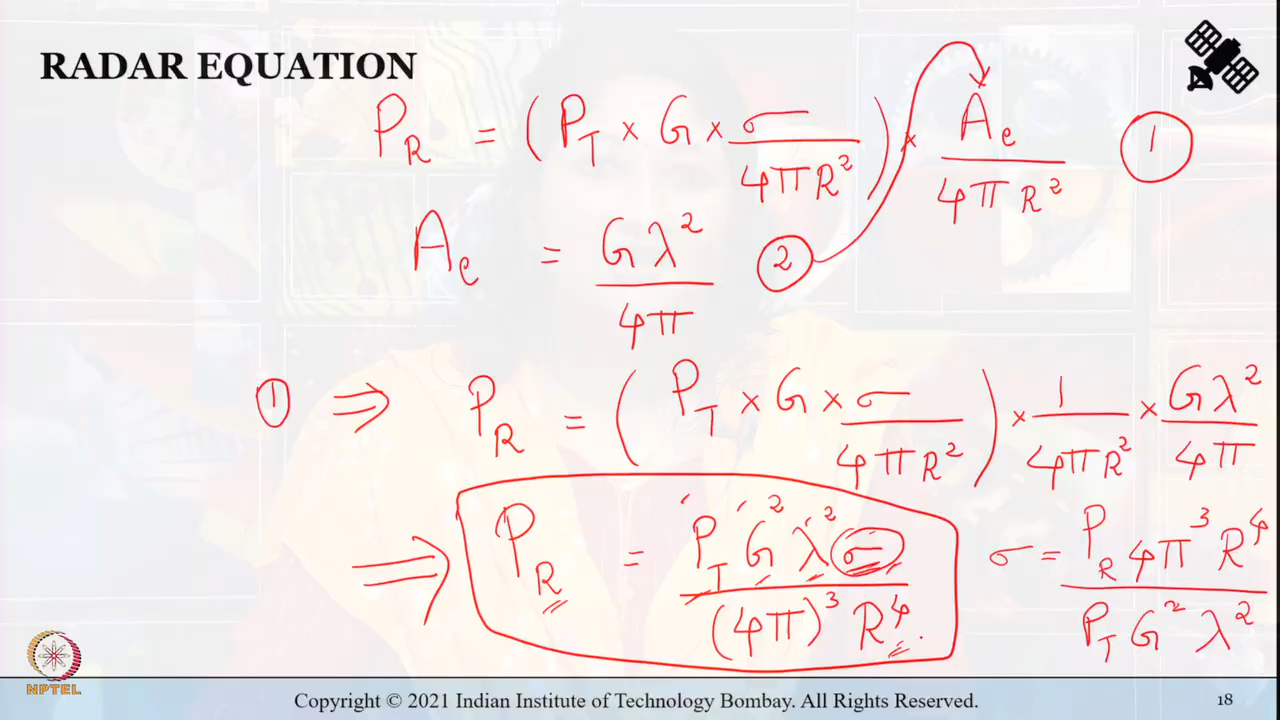 RADAR EQUATION
P_R = (P_T × G × σ / 4πR²) × A_e / 4πR² ①
A_e = Gλ² / 4π ②
① ⇒ P_R = (P_T × G × σ / 4πR²) × 1 / 4πR² × Gλ² / 4π
⇒ P_R = P_T G² λ² σ / (4π)³ R⁴
σ = P_R 4π³ R⁴ / P_T G² λ²
NPTEL
Copyright © 2021 Indian Institute of Technology Bombay. All Rights Reserved.
18